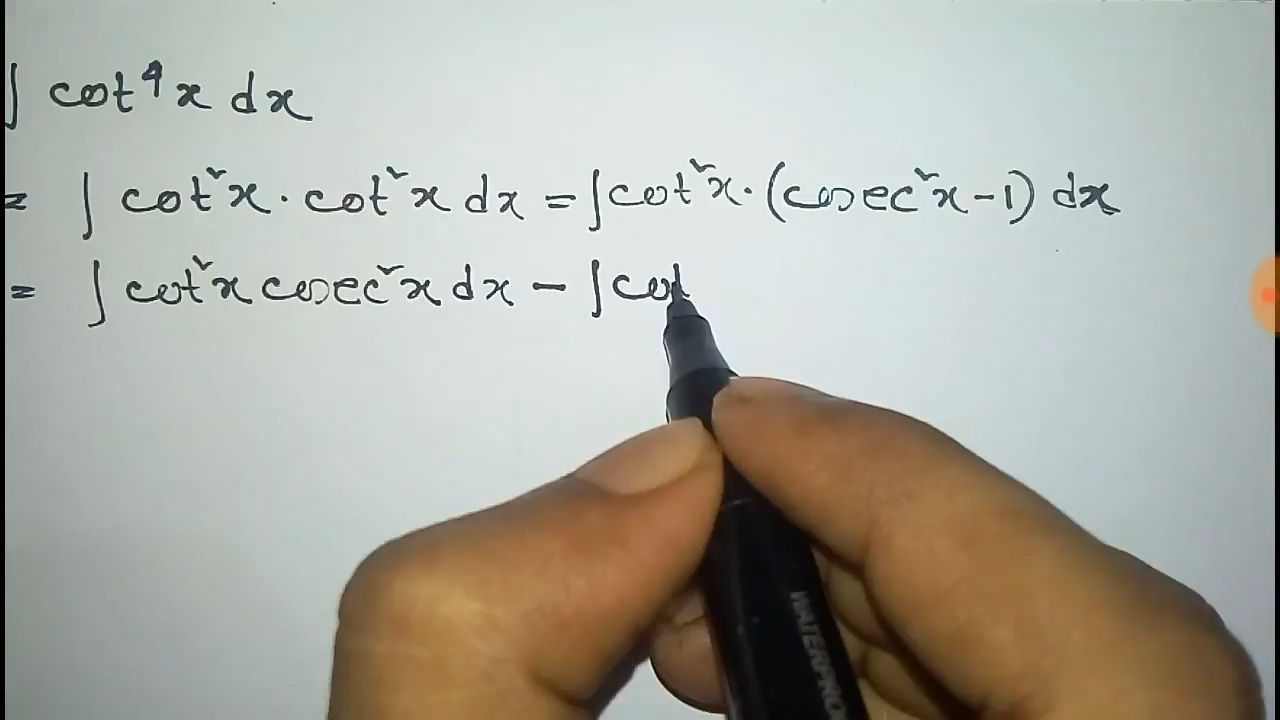 ∫ cot⁴x dx
= ∫ cot²x · cot²x dx = ∫cot²x · (cosec²x - 1) dx
= ∫ cot²x cosec²x dx - ∫cot